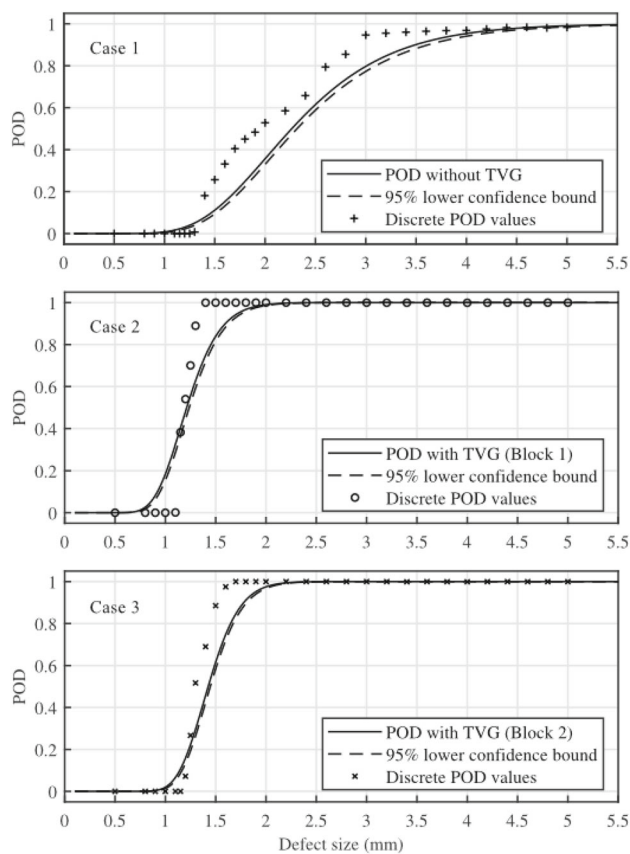 1
Case 1
0.8
0.6
POD
0.4
POD without TVG
95% lower confidence bound
0.2
Discrete POD values
0
0 0.5 1 1.5 2 2.5 3 3.5 4 4.5 5 5.5
1
Case 2
0.8
0.6
POD
0.4
POD with TVG (Block 1)
95% lower confidence bound
0.2
Discrete POD values
0
0 0.5 1 1.5 2 2.5 3 3.5 4 4.5 5 5.5
1
Case 3
0.8
0.6
POD
0.4
POD with TVG (Block 2)
0.2
95% lower confidence bound
Discrete POD values
0
0 0.5 1 1.5 2 2.5 3 3.5 4 4.5 5 5.5
Defect size (mm)